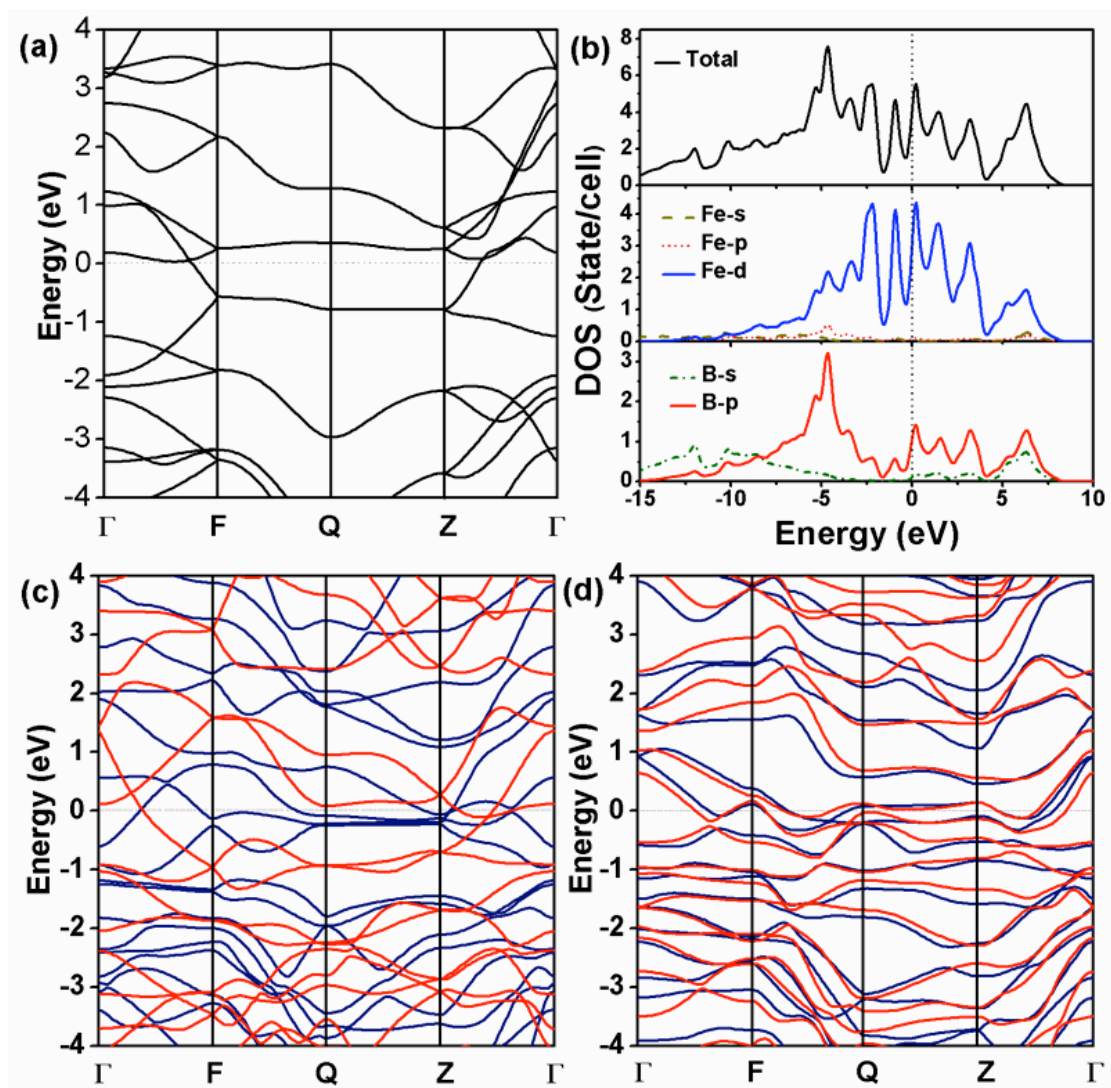 (a)
Energy (eV)
4
3
2
1
0
-1
-2
-3
-4
Γ F Q Z Γ
(b)
DOS (State/cell)
8
6
4
2
0
Total
4
3
2
1
0
Fe-s
Fe-p
Fe-d
3
2
1
0
B-s
B-p
-15 -10 -5 0 5 10
Energy (eV)
(c)
Energy (eV)
4
3
2
1
0
-1
-2
-3
-4
Γ F Q Z Γ
(d)
Energy (eV)
4
3
2
1
0
-1
-2
-3
-4
Γ F Q Z Γ